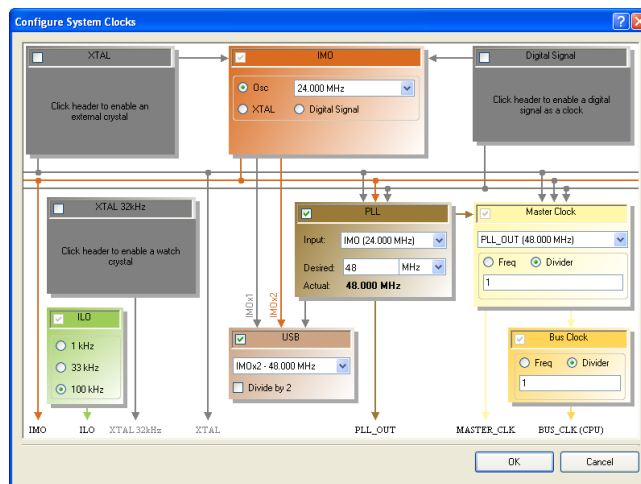 Configure System Clocks
XTAL
Click header to enable an
external crystal
IMO
Osc
24.000 MHz
XTAL
Digital Signal
Digital Signal
Click header to enable a digital
signal as a clock
XTAL 32kHz
Click header to enable a watch
crystal
PLL
Input:
IMO (24.000 MHz)
Desired:
48
MHz
Actual:
48.000 MHz
Master Clock
PLL_OUT (48.000 MHz)
Freq
Divider
1
IMOx1
IMOx2
ILO
1 kHz
33 kHz
100 kHz
USB
IMOx2 - 48.000 MHz
Divide by 2
Bus Clock
Freq
Divider
1
IMO
ILO
XTAL 32kHz
XTAL
PLL_OUT
MASTER_CLK
BUS_CLK (CPU)
OK
Cancel